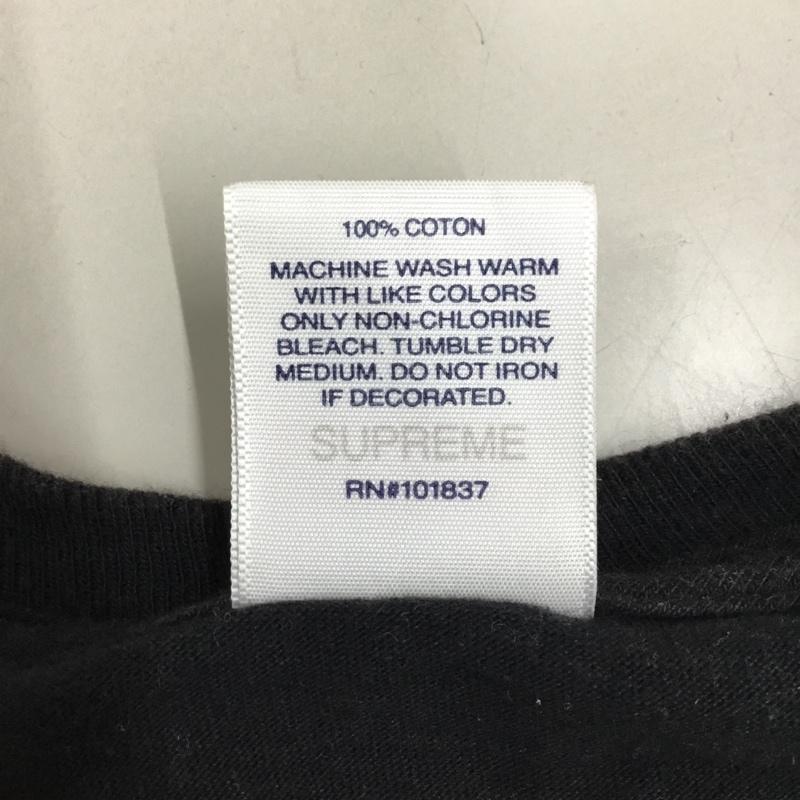 100% COTON
MACHINE WASH WARM
WITH LIKE COLORS
ONLY NON-CHLORINE
BLEACH. TUMBLE DRY
MEDIUM. DO NOT IRON
IF DECORATED.
SUPREME
RN#101837